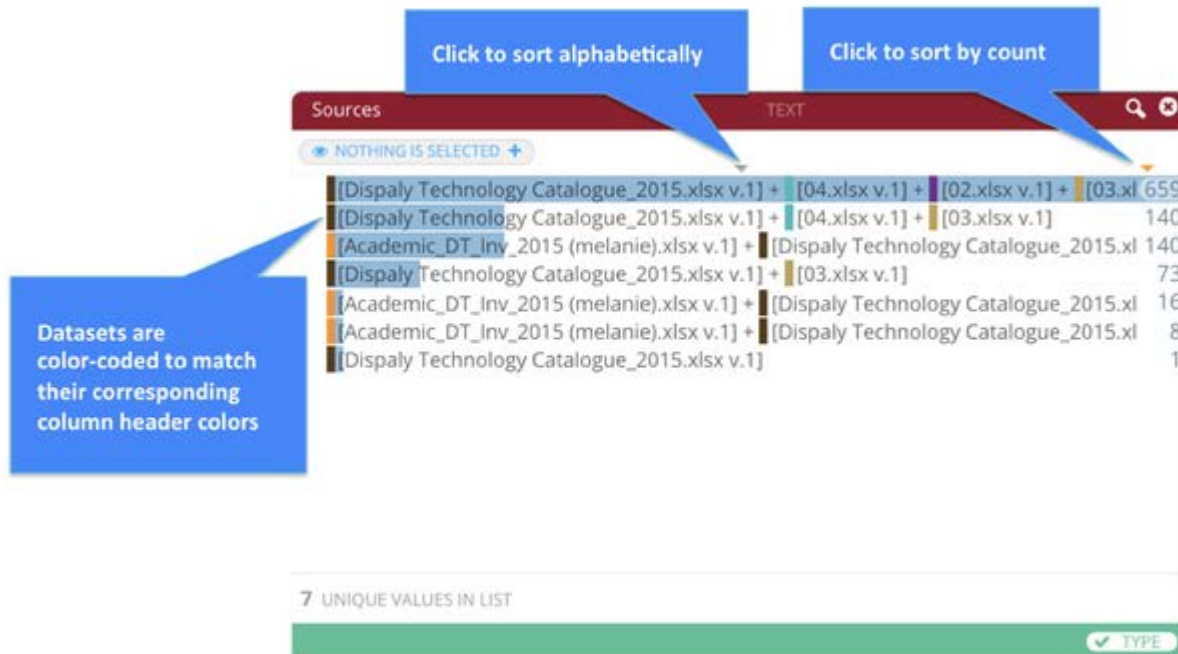 Click to sort alphabetically
Click to sort by count
Sources TEXT
NOTHING IS SELECTED +
[Dispaly Technology Catalogue_2015.xlsx v.1] + [04.xlsx v.1] + [02.xlsx v.1] + [03.xl 659
[Dispaly Technology Catalogue_2015.xlsx v.1] + [04.xlsx v.1] + [03.xlsx v.1] 140
[Academic_DT_Inv_2015 (melanie).xlsx v.1] + [Dispaly Technology Catalogue_2015.xl 140
[Dispaly Technology Catalogue_2015.xlsx v.1] + [03.xlsx v.1] 73
[Academic_DT_Inv_2015 (melanie).xlsx v.1] + [Dispaly Technology Catalogue_2015.xl 16
[Academic_DT_Inv_2015 (melanie).xlsx v.1] + [Dispaly Technology Catalogue_2015.xl 8
[Dispaly Technology Catalogue_2015.xlsx v.1] 1
Datasets are
color-coded to match
their corresponding
column header colors
7 UNIQUE VALUES IN LIST
TYPE